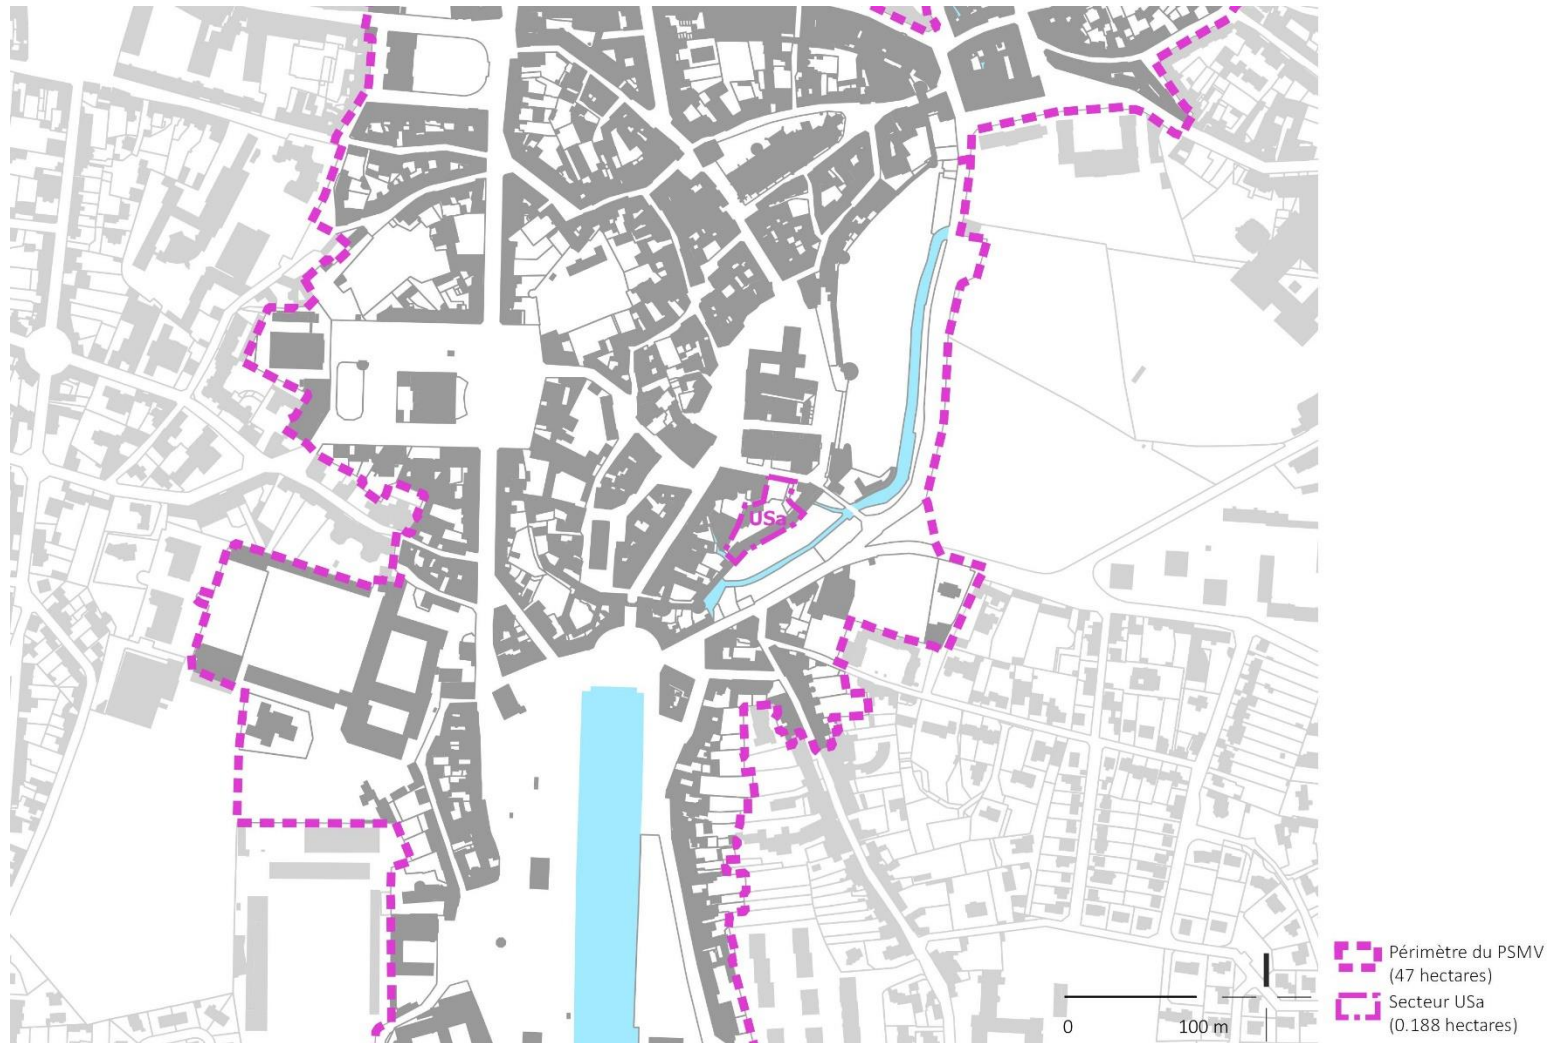 USa
Périmètre du PSMV
(47 hectares)
Secteur USa
(0.188 hectares)
0
100 m